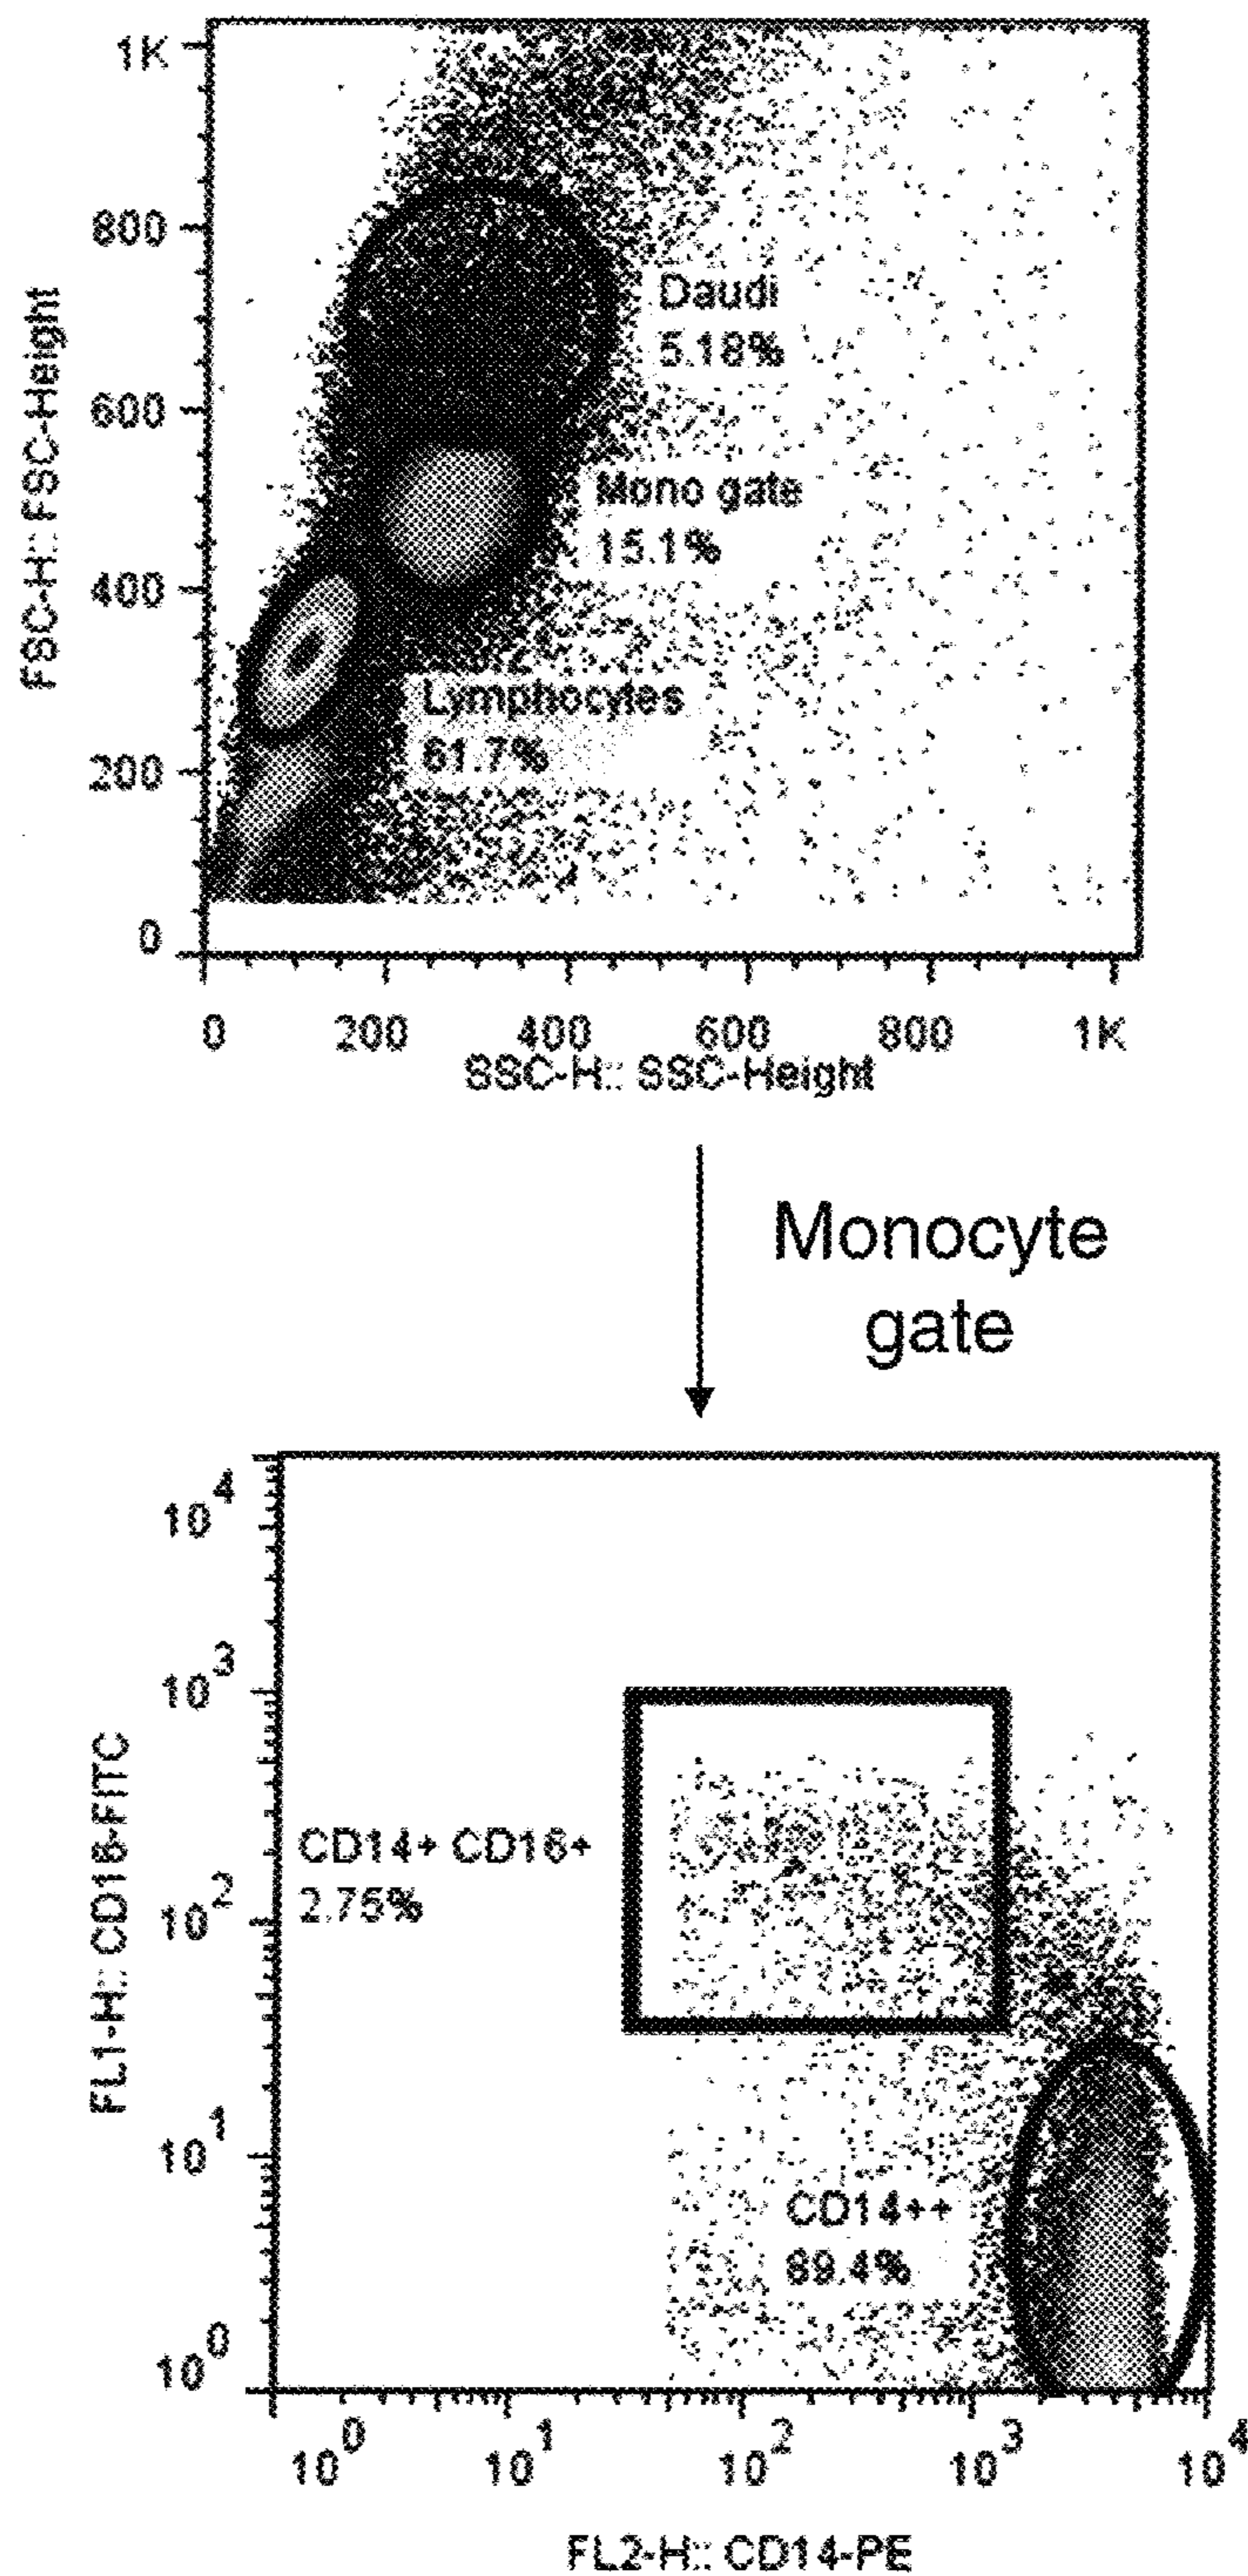 1K
800
600
400
200
0
FSC-H:: FSC-Height
Daudi
5.18%
Mono gate
15.1%
Lymphocytes
61.7%
0 200 400 600 800 1K
SSC-H:: SSC-Height
Monocyte
gate
10^4
10^3
10^2
10^1
10^0
FL1-H:: CD16-FITC
CD14+ CD16+
2.75%
CD14++
89.4%
10^0 10^1 10^2 10^3 10^4
FL2-H:: CD14-PE